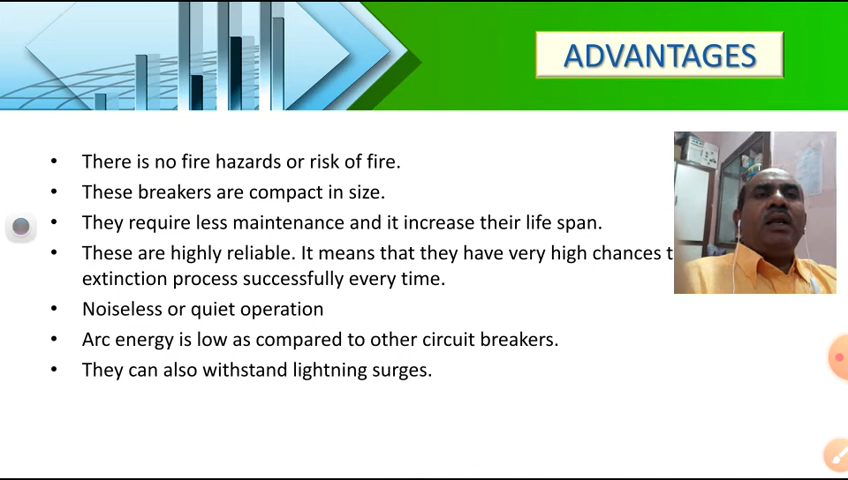 ADVANTAGES
• There is no fire hazards or risk of fire.
• These breakers are compact in size.
• They require less maintenance and it increase their life span.
• These are highly reliable. It means that they have very high chances t
extinction process successfully every time.
• Noiseless or quiet operation
• Arc energy is low as compared to other circuit breakers.
• They can also withstand lightning surges.